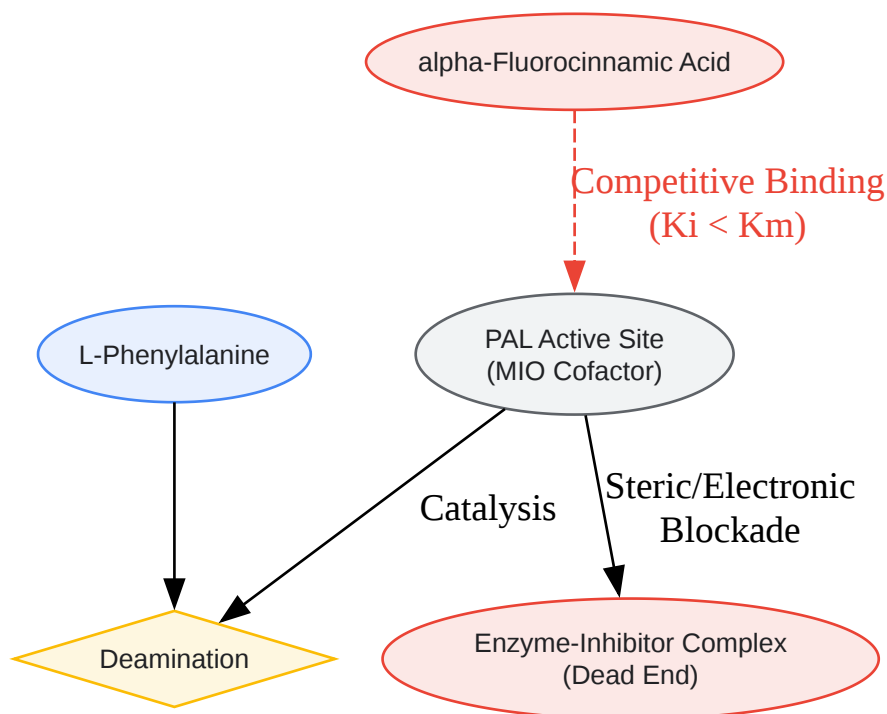 alpha-Fluorocinnamic Acid
Competitive Binding
(Ki < Km)
L-Phenylalanine
PAL Active Site
(MIO Cofactor)
Catalysis
Steric/Electronic
Blockade
Deamination
Enzyme-Inhibitor Complex
(Dead End)